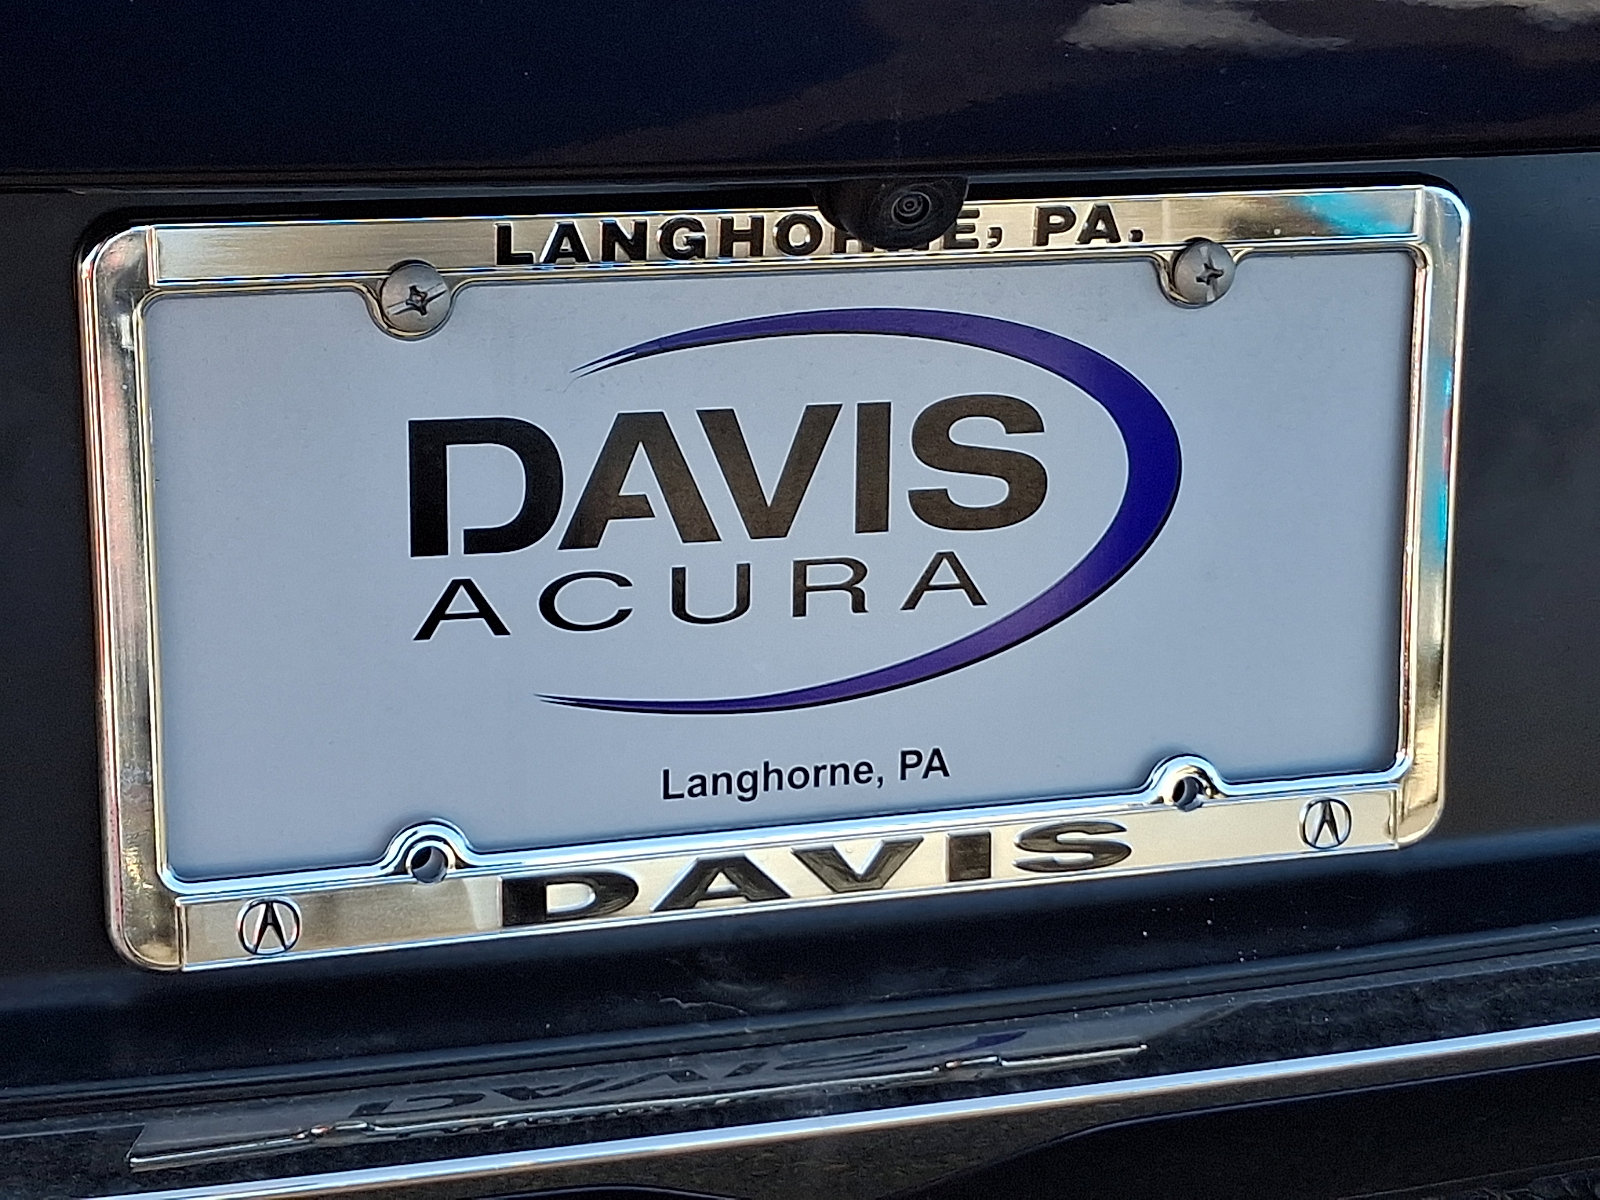 LANGHORNE, PA.
DAVIS
ACURA
Langhorne, PA
DAVIS